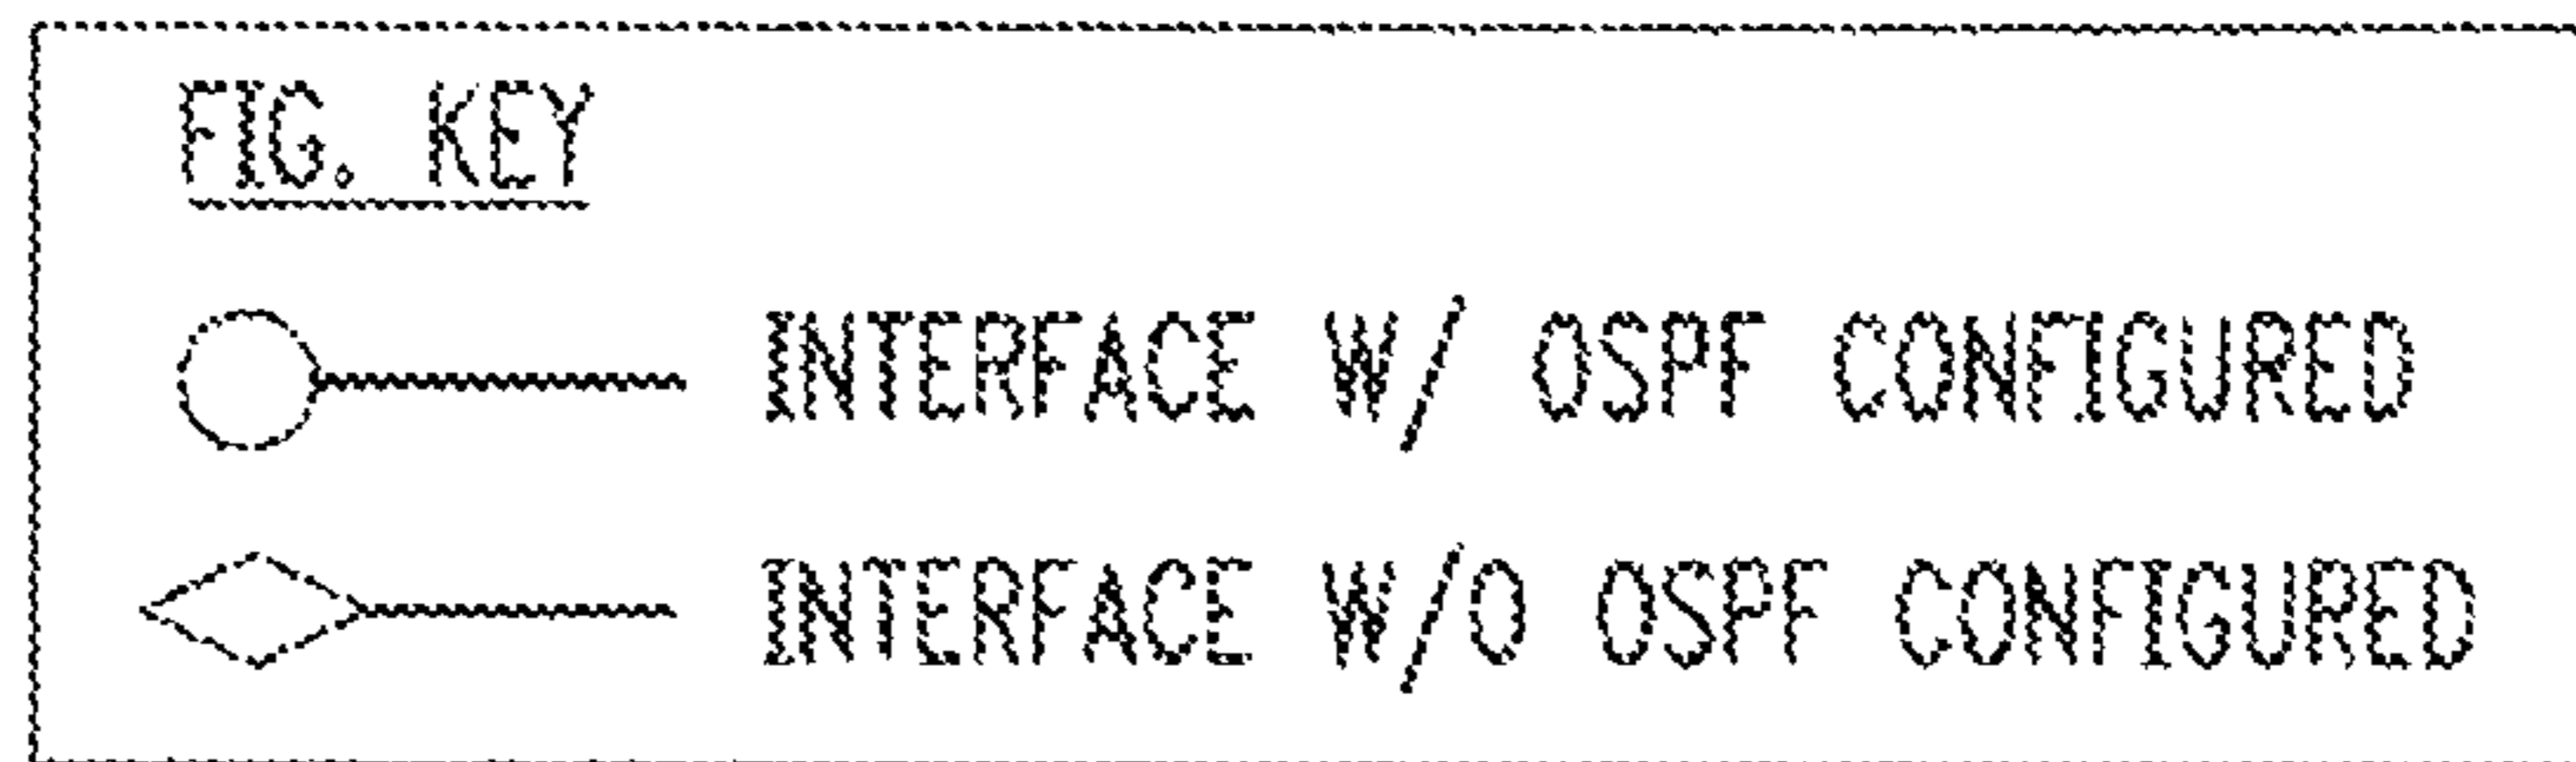 FIG. KEY
INTERFACE W/ OSPF CONFIGURED
INTERFACE W/O OSPF CONFIGURED